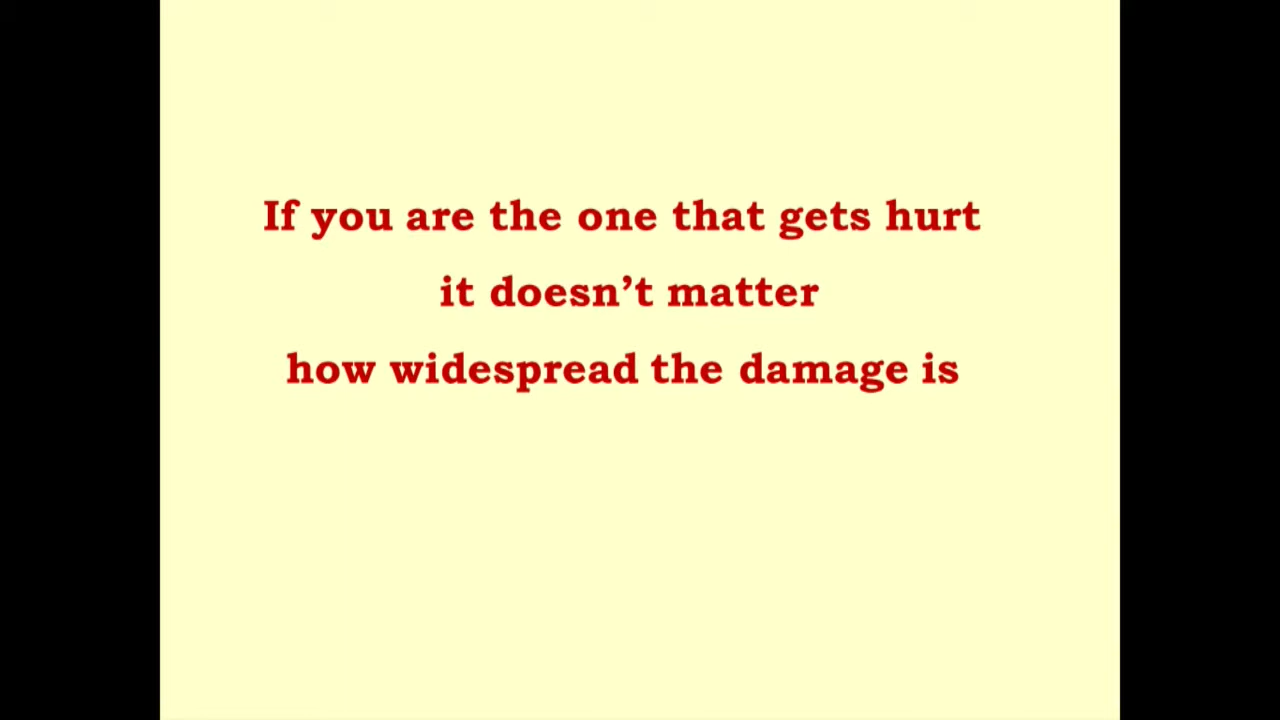 If you are the one that gets hurt
it doesn’t matter
how widespread the damage is